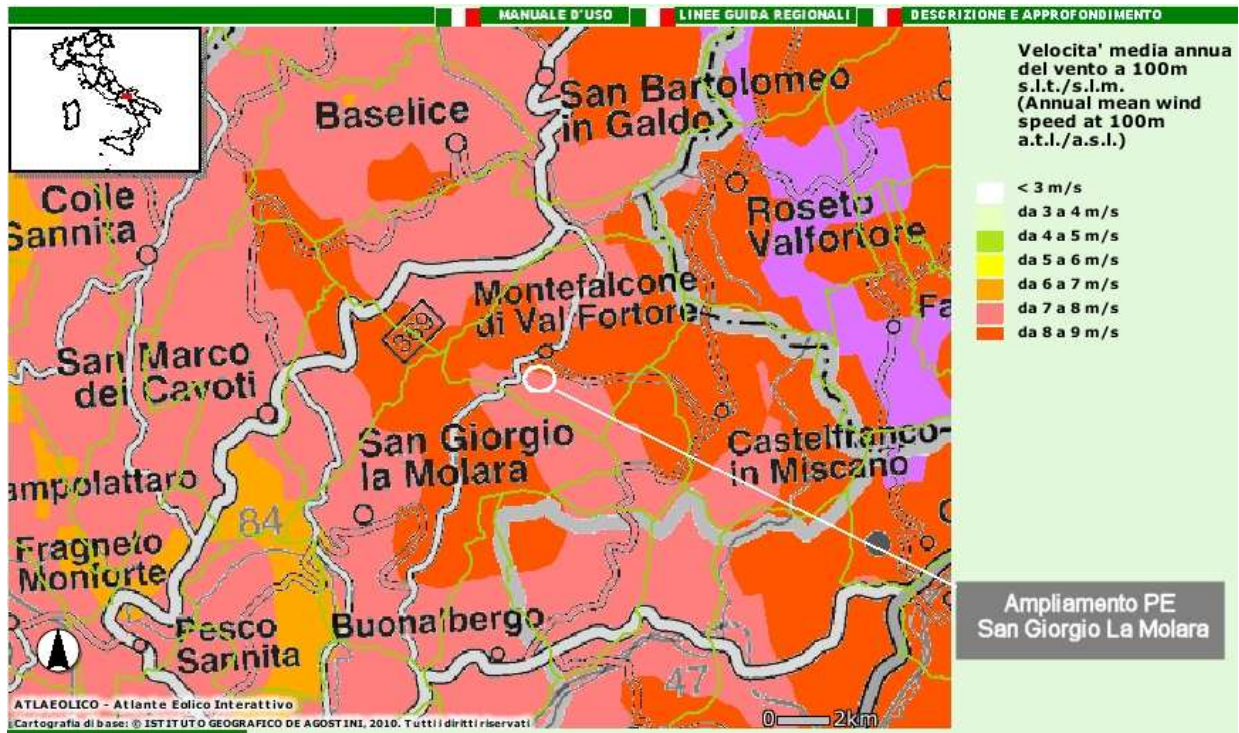 MANUALE D'USO
LINEE GUIDA REGIONALI
DESCRIZIONE E APPROFONDIMENTO
Velocita' media annua
del vento a 100m
s.l.t./s.l.m.
(Annual mean wind
speed at 100m
a.t.l./a.s.l.)
< 3 m/s
da 3 a 4 m/s
da 4 a 5 m/s
da 5 a 6 m/s
da 6 a 7 m/s
da 7 a 8 m/s
da 8 a 9 m/s
San Bartolomeo
in Galdo
Baselice
Colle
Sannita
Roseto
Valfortore
Montefalcone
di Val Fortore
Fa
369
San Marco
dei Cavoti
San Giorgio
la Molara
Castelfranco
in Miscano
ampolattaro
84
Fragneto
Monforte
Ampliamento PE
San Giorgio La Molara
Buonalbergo
Pesco
Sannita
47
ATLAEOLICO - Atlante Eolico Interattivo
Cartografia di base: © ISTITUTO GEOGRAFICO DE AGOSTINI, 2010. Tutti i diritti riservati
0 2km